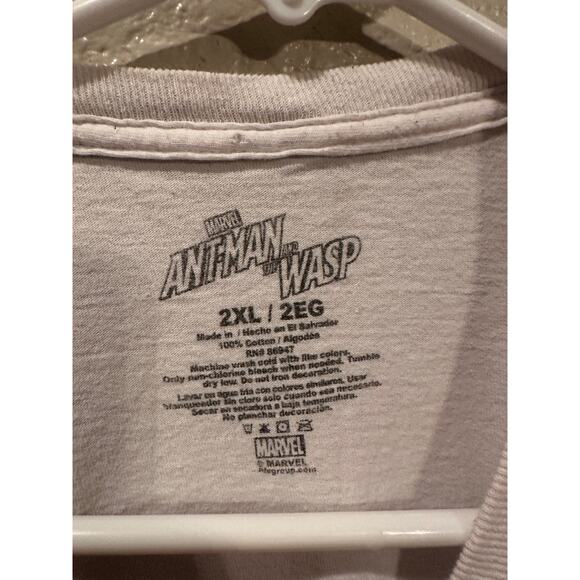 MARVEL
ANT-MAN
AND THE WASP
2XL / 2EG
Made in / Hecho en El Salvador
100% Cotton / Algodón
RN# 86947
Machine wash cold with like colors.
Only non-chlorine bleach when needed. Tumble
dry low. Do not iron decoration.
Lavar en agua fria con colores similares. Usar
blanqueador sin cloro solo cuando sea necesario.
Secar en secadora a baja temperatura.
No planchar decoración.
MARVEL
© MARVEL
hfegroup.com